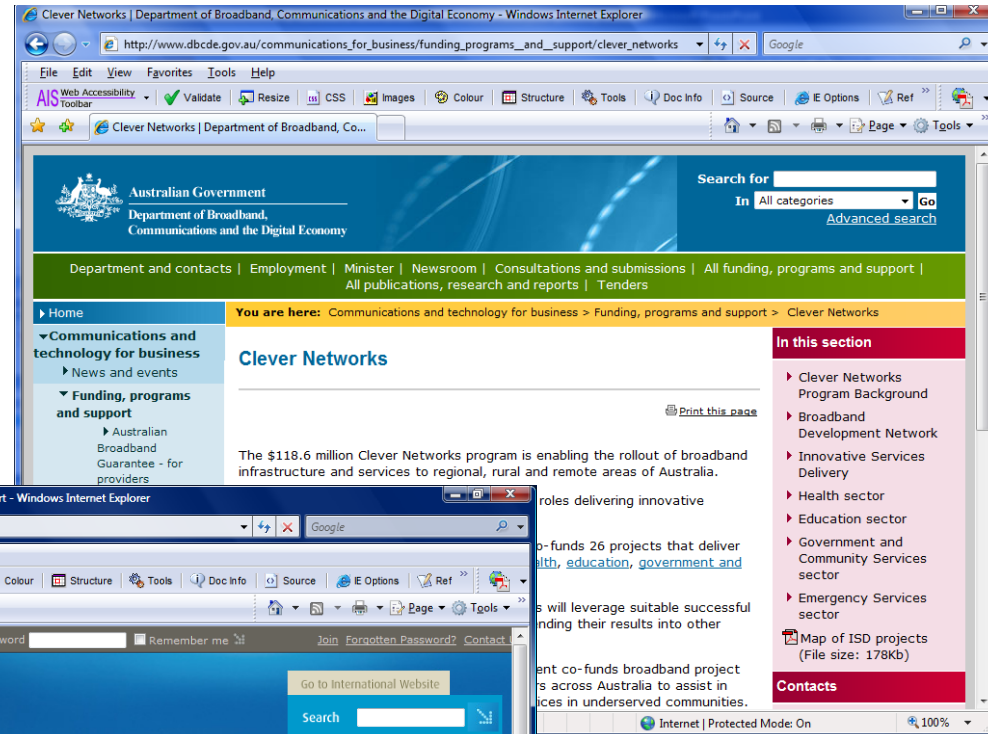 Clever Networks | Department of Broadband, Communications and the Digital Economy - Windows Internet Explorer
http://www.dbcde.gov.au/communications_for_business/funding_programs__and__support/clever_networks
Google
File Edit View Favorites Tools Help
AIS Web Accessibility Toolbar Validate Resize CSS Images Colour Structure Tools Doc Info Source IE Options Ref
Clever Networks | Department of Broadband, Co...
Page Tools
Australian Government
Department of Broadband,
Communications and the Digital Economy
Search for
In All categories Go
Advanced search
Department and contacts | Employment | Minister | Newsroom | Consultations and submissions | All funding, programs and support |
All publications, research and reports | Tenders
Home
You are here: Communications and technology for business > Funding, programs and support > Clever Networks
Communications and
technology for business
News and events
Funding, programs
and support
Australian
Broadband
Guarantee - for
providers
Clever Networks
Print this page
The $118.6 million Clever Networks program is enabling the rollout of broadband
infrastructure and services to regional, rural and remote areas of Australia.
roles delivering innovative
o-funds 26 projects that deliver
alth, education, government and
s will leverage suitable successful
ending their results into other
ent co-funds broadband project
rs across Australia to assist in
ices in underserved communities.
In this section
Clever Networks
Program Background
Broadband
Development Network
Innovative Services
Delivery
Health sector
Education sector
Government and
Community Services
sector
Emergency Services
sector
Map of ISD projects
(File size: 178Kb)
Contacts
Internet | Protected Mode: On 100%
rt - Windows Internet Explorer
Google
Colour Structure Tools Doc Info Source IE Options Ref
Page Tools
word Remember me Join Forgotten Password? Contact
Go to International Website
Search